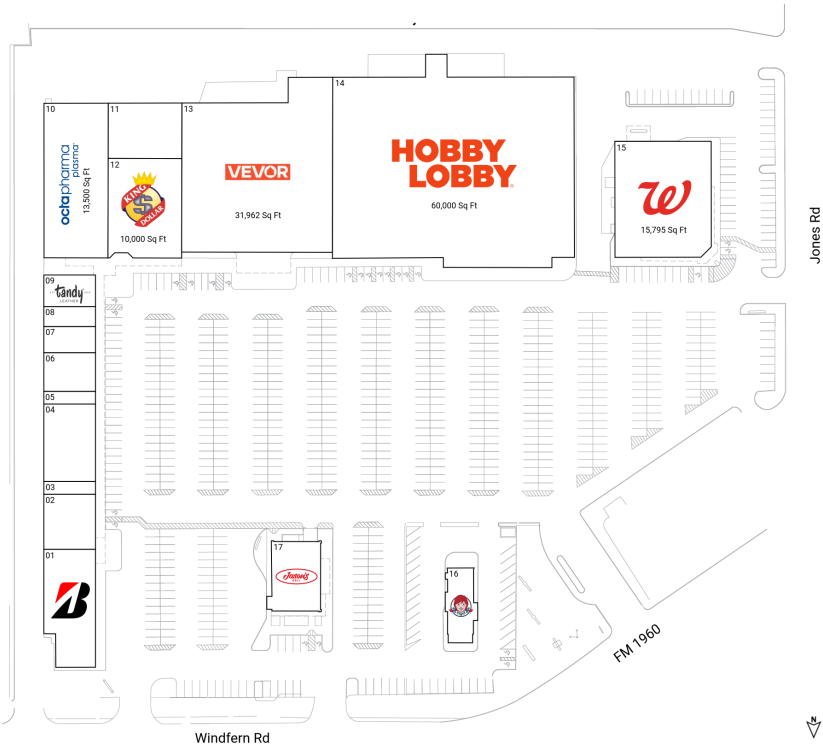 14
10
11
13
12
15
octapharma
plasma
13,500 Sq Ft
KING
$
DOLLAR
10,000 Sq Ft
VEVOR
31,962 Sq Ft
HOBBY
LOBBY
60,000 Sq Ft
W
15,795 Sq Ft
Jones Rd
09
tandy
LEATHER
08
07
06
05
04
03
02
01
B
17
Jason's
deli
16
FM 1960
Windfern Rd
N